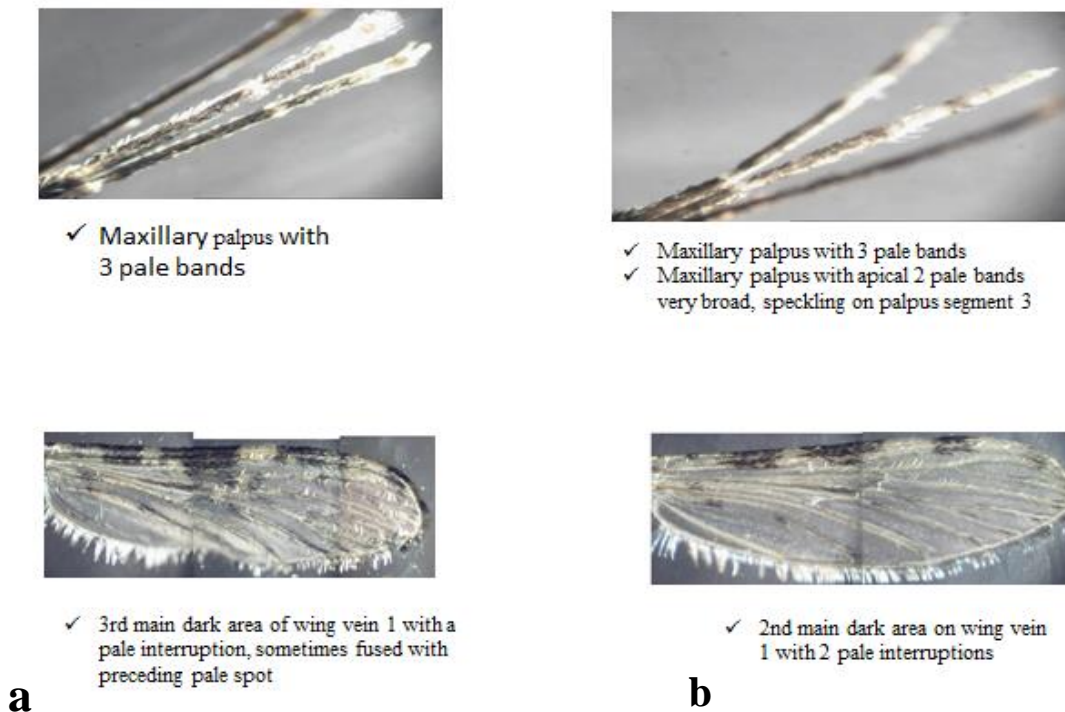 ✓ Maxillary palpus with
3 pale bands
✓ Maxillary palpus with 3 pale bands
✓ Maxillary palpus with apical 2 pale bands
very broad, speckling on palpus segment 3
✓ 3rd main dark area of wing vein 1 with a
pale interruption, sometimes fused with
preceding pale spot
✓ 2nd main dark area on wing vein
1 with 2 pale interruptions
a
b